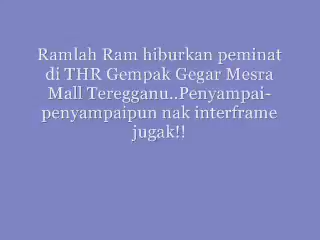 Ramlah Ram hiburkan peminat
di THR Gempak Gegar Mesra
Mall Teregganu..Penyampai-
penyampaipun nak interframe
jugak!!